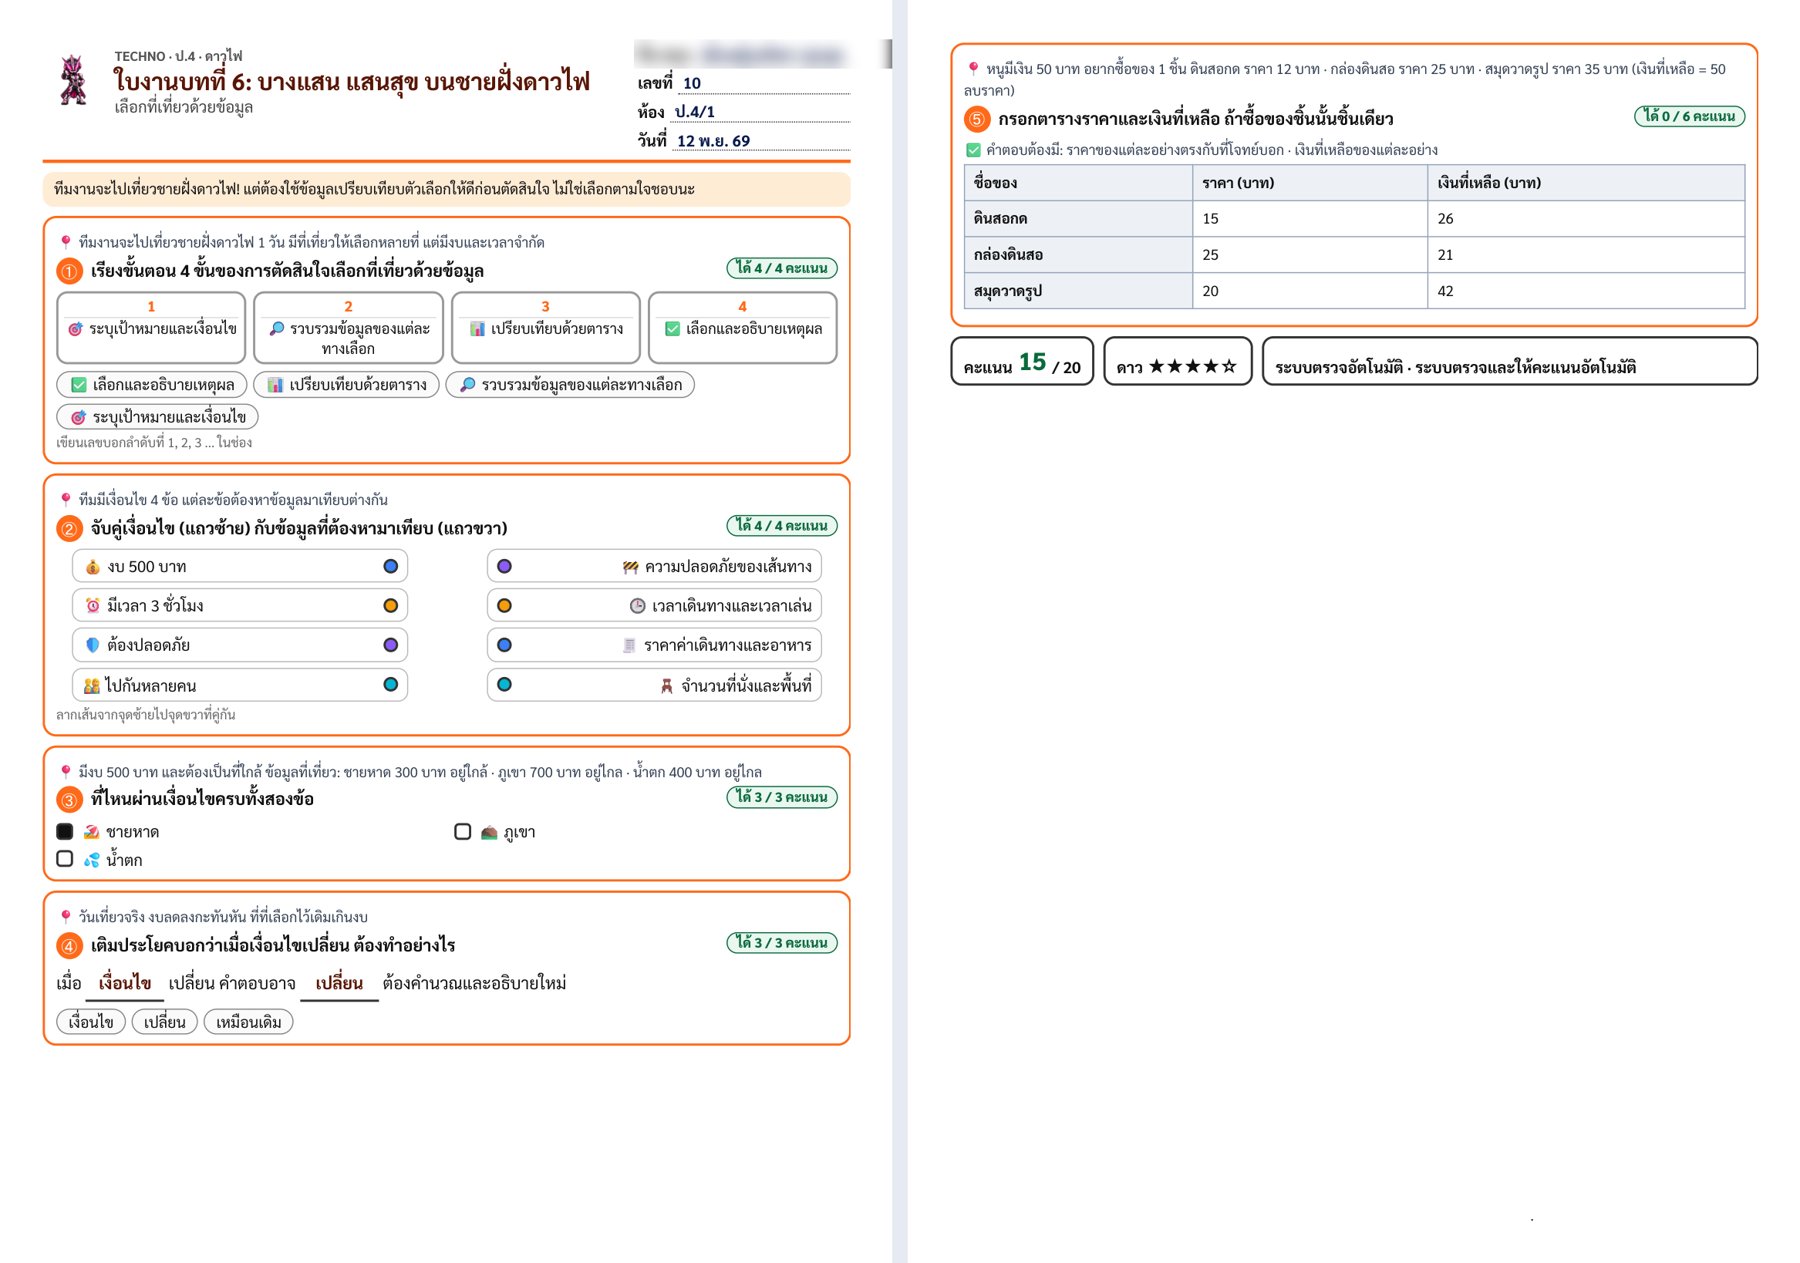 TECHNO · ป.4 · ดาวไฟ
ใบงานบทที่ 6: บางแสน แสนสุข บนชายฝั่งดาวไฟ
เลือกที่เที่ยวด้วยข้อมูล
เลขที่ 10
ห้อง ป.4/1
วันที่ 12 พ.ย. 69
ทีมงานจะไปเที่ยวชายฝั่งดาวไฟ! แต่ต้องใช้ข้อมูลเปรียบเทียบตัวเลือกให้ดีก่อนตัดสินใจ ไม่ใช่เลือกตามใจชอบนะ
📍 ทีมงานจะไปเที่ยวชายฝั่งดาวไฟ 1 วัน มีที่เที่ยวให้เลือกหลายที่ แต่มีงบและเวลาจำกัด
① เรียงขั้นตอน 4 ขั้นของการตัดสินใจเลือกที่เที่ยวด้วยข้อมูล ได้ 4 / 4 คะแนน
1 2 3 4
🎯 ระบุเป้าหมายและเงื่อนไข 🔎 รวบรวมข้อมูลของแต่ละ 📊 เปรียบเทียบด้วยตาราง ✅ เลือกและอธิบายเหตุผล
ทางเลือก
✅ เลือกและอธิบายเหตุผล 📊 เปรียบเทียบด้วยตาราง 🔎 รวบรวมข้อมูลของแต่ละทางเลือก
🎯 ระบุเป้าหมายและเงื่อนไข
เขียนเลขบอกลำดับที่ 1, 2, 3 ... ในช่อง
📍 ทีมมีเงื่อนไข 4 ข้อ แต่ละข้อต้องหาข้อมูลมาเทียบต่างกัน
② จับคู่เงื่อนไข (แถวซ้าย) กับข้อมูลที่ต้องหามาเทียบ (แถวขวา) ได้ 4 / 4 คะแนน
💰 งบ 500 บาท 🚧 ความปลอดภัยของเส้นทาง
⏰ มีเวลา 3 ชั่วโมง 🕒 เวลาเดินทางและเวลาเล่น
🛡️ ต้องปลอดภัย 🧾 ราคาค่าเดินทางและอาหาร
👨‍👩‍👧‍👦 ไปกันหลายคน 🪑 จำนวนที่นั่งและพื้นที่
ลากเส้นจากจุดซ้ายไปจุดขวาที่คู่กัน
📍 มีงบ 500 บาท และต้องเป็นที่ใกล้ ข้อมูลที่เที่ยว: ชายหาด 300 บาท อยู่ใกล้ · ภูเขา 700 บาท อยู่ไกล · น้ำตก 400 บาท อยู่ไกล
③ ที่ไหนผ่านเงื่อนไขครบทั้งสองข้อ ได้ 3 / 3 คะแนน
🏖️ ชายหาด ⛰️ ภูเขา
💦 น้ำตก
📍 วันเที่ยวจริง งบลดลงกะทันหัน ที่ที่เลือกไว้เดิมเกินงบ
④ เติมประโยคบอกว่าเมื่อเงื่อนไขเปลี่ยน ต้องทำอย่างไร ได้ 3 / 3 คะแนน
เมื่อ เงื่อนไข เปลี่ยน คำตอบอาจ เปลี่ยน ต้องคำนวณและอธิบายใหม่
เงื่อนไข เปลี่ยน เหมือนเดิม
📍 หนูมีเงิน 50 บาท อยากซื้อของ 1 ชิ้น ดินสอกด ราคา 12 บาท · กล่องดินสอ ราคา 25 บาท · สมุดวาดรูป ราคา 35 บาท (เงินที่เหลือ = 50
ลบราคา)
⑤ กรอกตารางราคาและเงินที่เหลือ ถ้าซื้อของชิ้นนั้นชิ้นเดียว ได้ 0 / 6 คะแนน
✅ คำตอบต้องมี: ราคาของแต่ละอย่างตรงกับที่โจทย์บอก · เงินที่เหลือของแต่ละอย่าง
ชื่อของ ราคา (บาท) เงินที่เหลือ (บาท)
ดินสอกด 15 26
กล่องดินสอ 25 21
สมุดวาดรูป 20 42
คะแนน 15 / 20 ดาว ★★★★☆ ระบบตรวจอัตโนมัติ · ระบบตรวจและให้คะแนนอัตโนมัติ